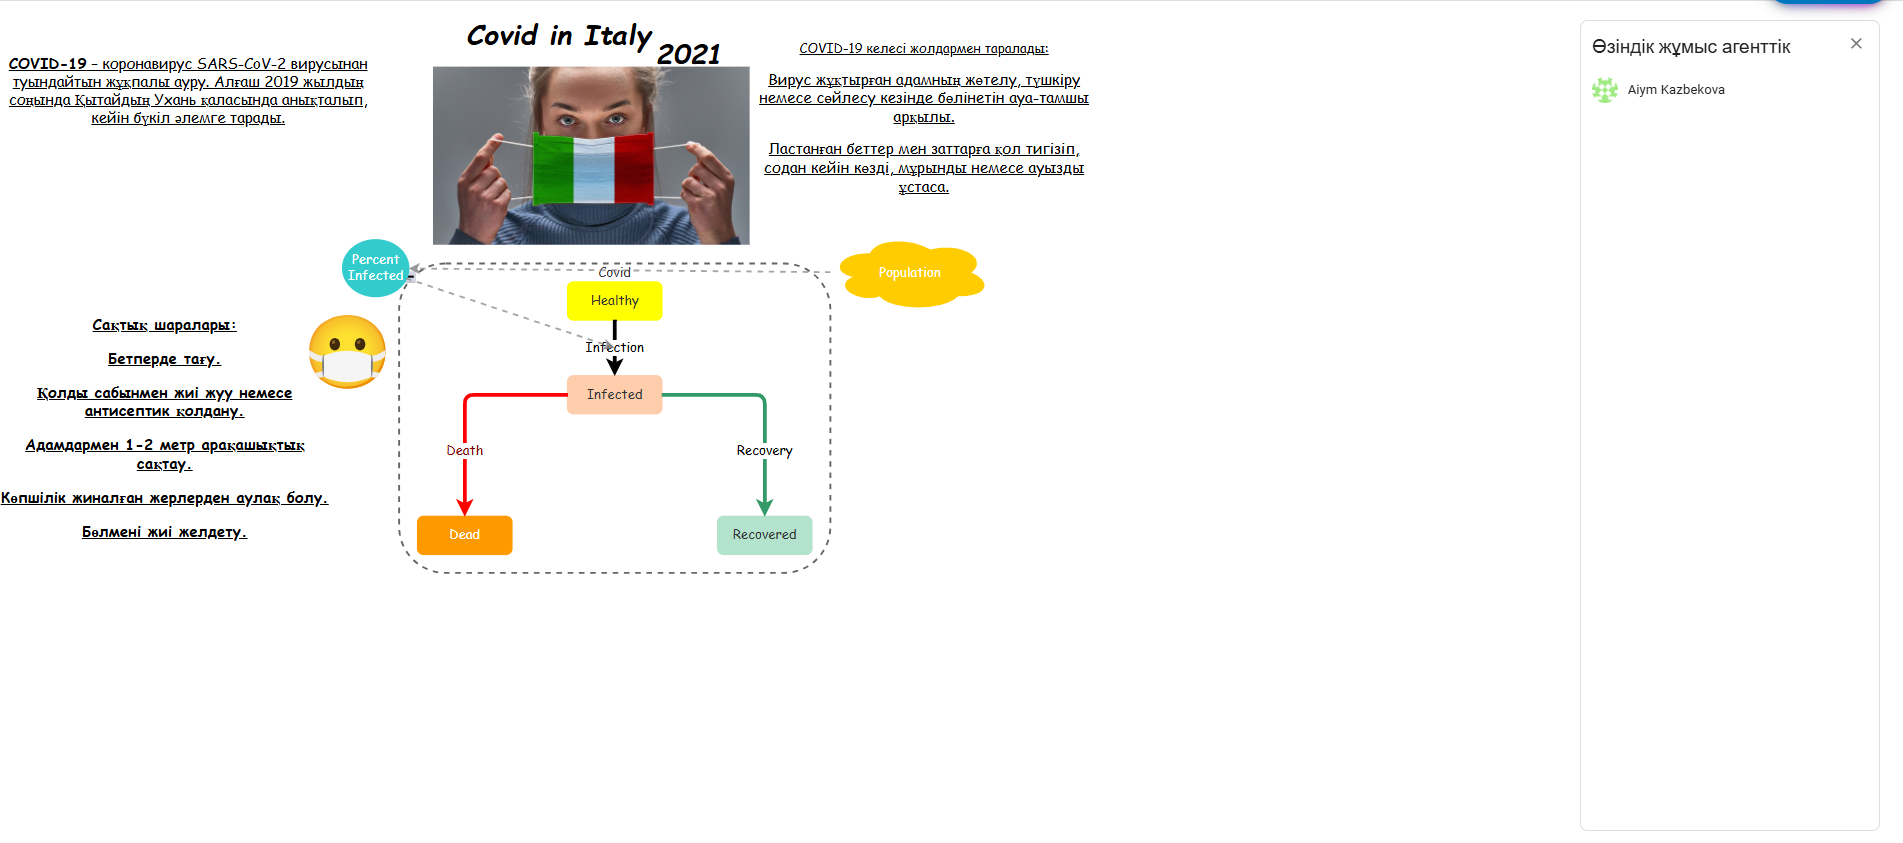 Covid in Italy
2021
COVID-19 – коронавирус SARS-CoV-2 вирусынан
туындайтын жұқпалы ауру. Алғаш 2019 жылдың
соңында Қытайдың Ухань қаласында анықталып,
кейін бүкіл әлемге тарады.
COVID-19 келесі жолдармен таралады:
Вирус жұқтырған адамның жөтелу, түшкіру
немесе сөйлесу кезінде бөлінетін ауа-тамшы
арқылы.
Ластанған беттер мен заттарға қол тигізіп,
содан кейін көзді, мұрынды немесе ауызды
ұстаса.
Percent
Infected
Covid
Population
Healthy
Infection
Infected
Death
Recovery
Dead
Recovered
Сақтық шаралары:
Бетперде тағу.
Қолды сабынмен жиі жуу немесе
антисептик қолдану.
Адамдармен 1-2 метр арақашықтық
сақтау.
Көпшілік жиналған жерлерден аулақ болу.
Бөлмені жиі желдету.
Өзіндік жұмыс агенттік
Aiym Kazbekova